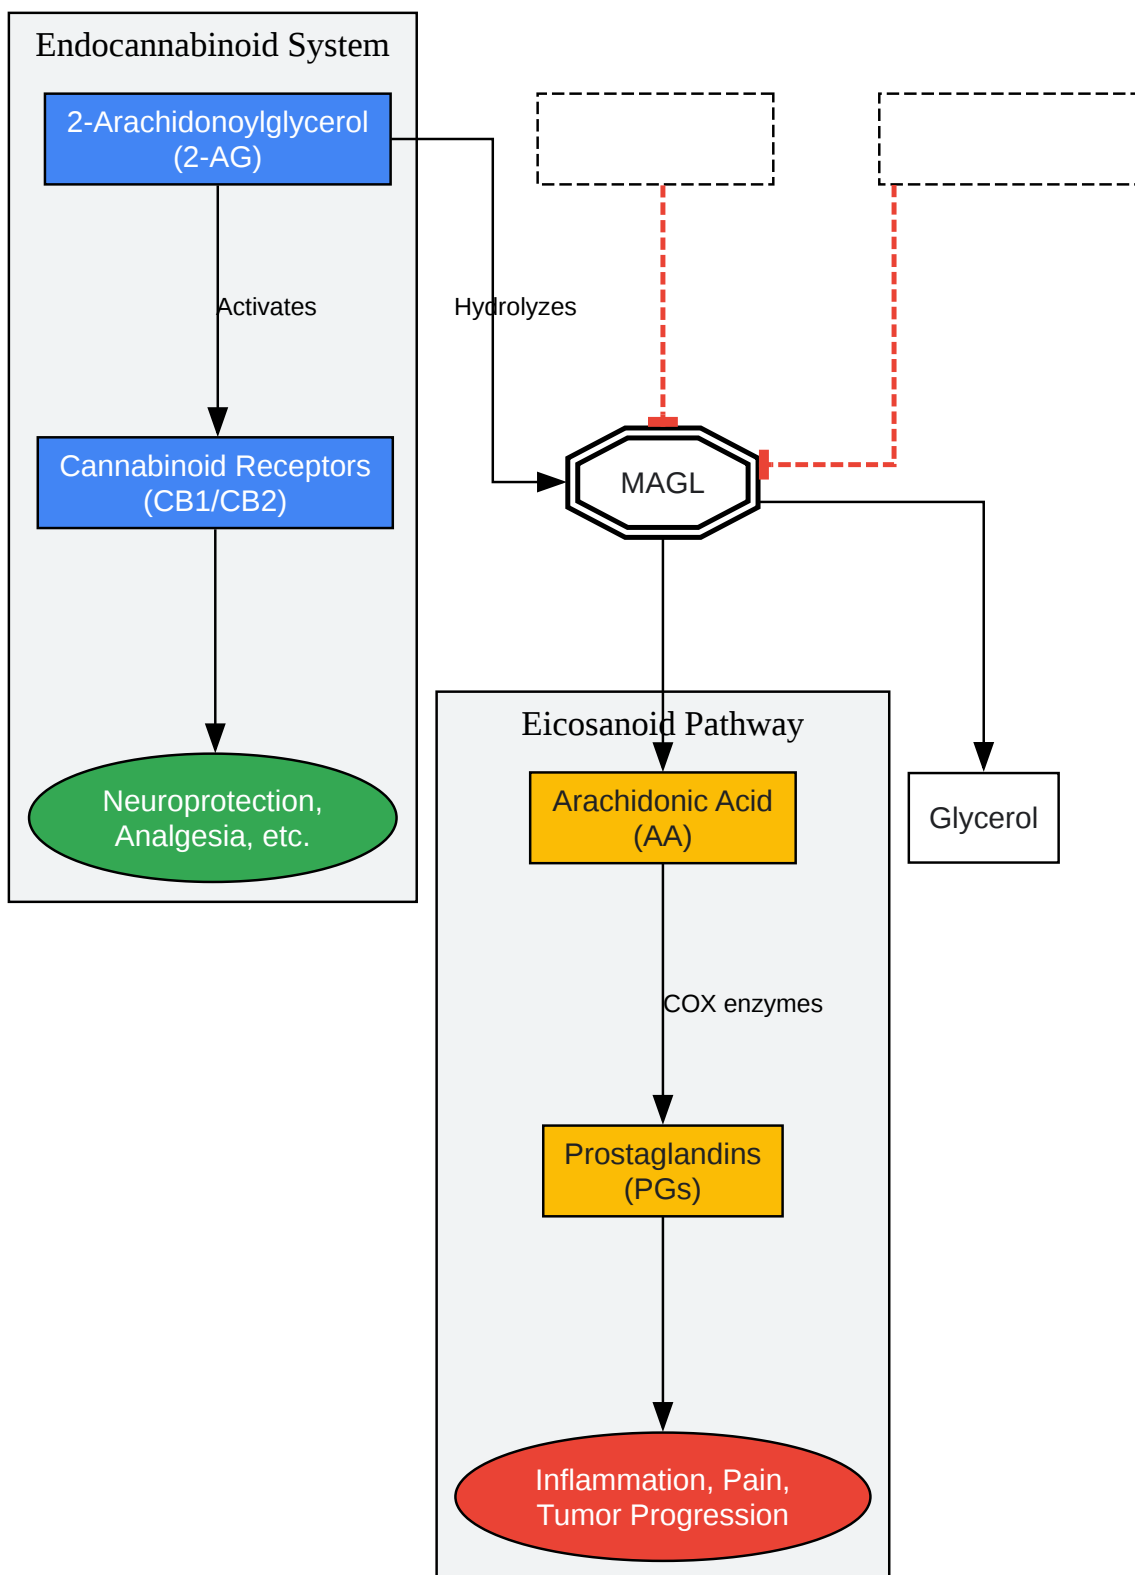 Endocannabinoid System
2-Arachidonoylglycerol
(2-AG)
Activates
Hydrolyzes
Cannabinoid Receptors
(CB1/CB2)
MAGL
Neuroprotection,
Analgesia, etc.
Eicosanoid Pathway
Arachidonic Acid
(AA)
Glycerol
COX enzymes
Prostaglandins
(PGs)
Inflammation, Pain,
Tumor Progression